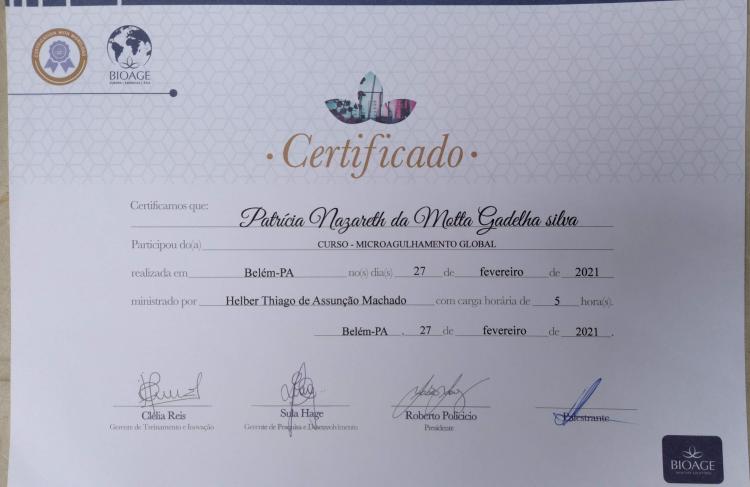 BIOAGE
Certificado
Certificamos que:
Patrícia Nazareth da Motta Gadelha silva
Participou do(a) CURSO - MICROAGULHAMENTO GLOBAL
realizada em Belém-PA no(s) dia(s) 27 de fevereiro de 2021
ministrado por Helber Thiago de Assunção Machado com carga horária de 5 hora(s).
Belém-PA , 27 de fevereiro de 2021 .
Clélia Reis Sula Hage Roberto Policicio Palestrante
Gerente de Treinamento e Inovação Gerente de Pesquisa e Desenvolvimento Presidente
BIOAGE